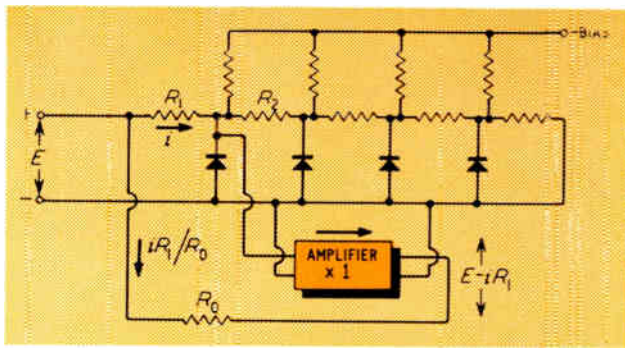 -BIAS
R₁
R₂
+
i
E
-
iR₁/R₀
AMPLIFIER
x 1
E-iR₁
R₀